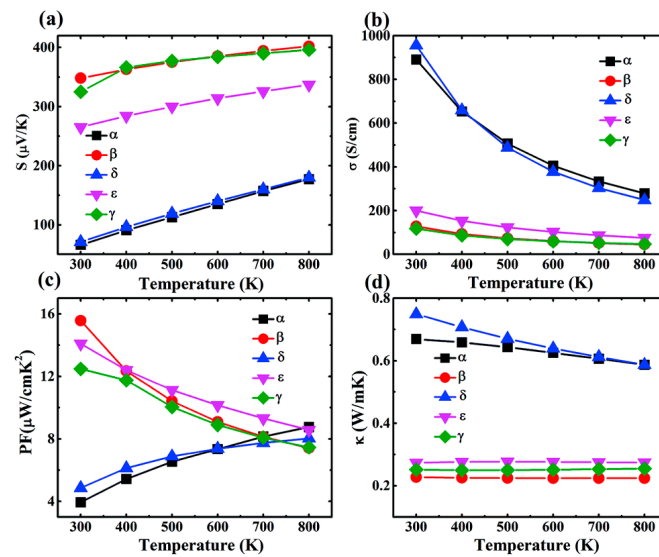 (a)
400
300
200
100
S (μV/K)
α
β
δ
ε
γ
300 400 500 600 700 800
Temperature (K)
(b)
1000
800
600
400
200
0
σ (S/cm)
α
β
δ
ε
γ
300 400 500 600 700 800
Temperature (K)
(c)
16
12
8
4
PF(μW/cmK²)
α
β
δ
ε
γ
300 400 500 600 700 800
Temperature (K)
(d)
0.8
0.6
0.4
0.2
κ (W/mK)
α
β
δ
ε
γ
300 400 500 600 700 800
Temperature (K)